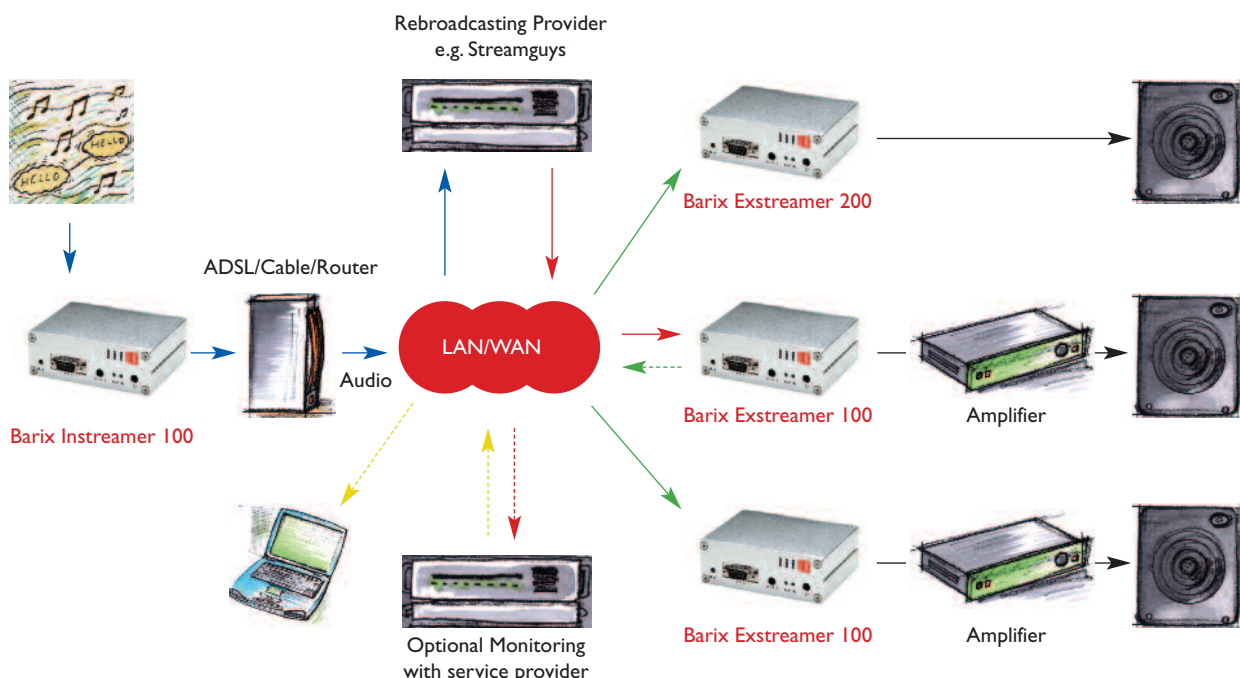 Rebroadcasting Provider
e.g. Streamguys
HELLO
HELLO
Barix Exstreamer 200
ADSL/Cable/Router
LAN/WAN
Audio
Barix Instreamer 100
Barix Exstreamer 100
Amplifier
Optional Monitoring
with service provider
Barix Exstreamer 100
Amplifier